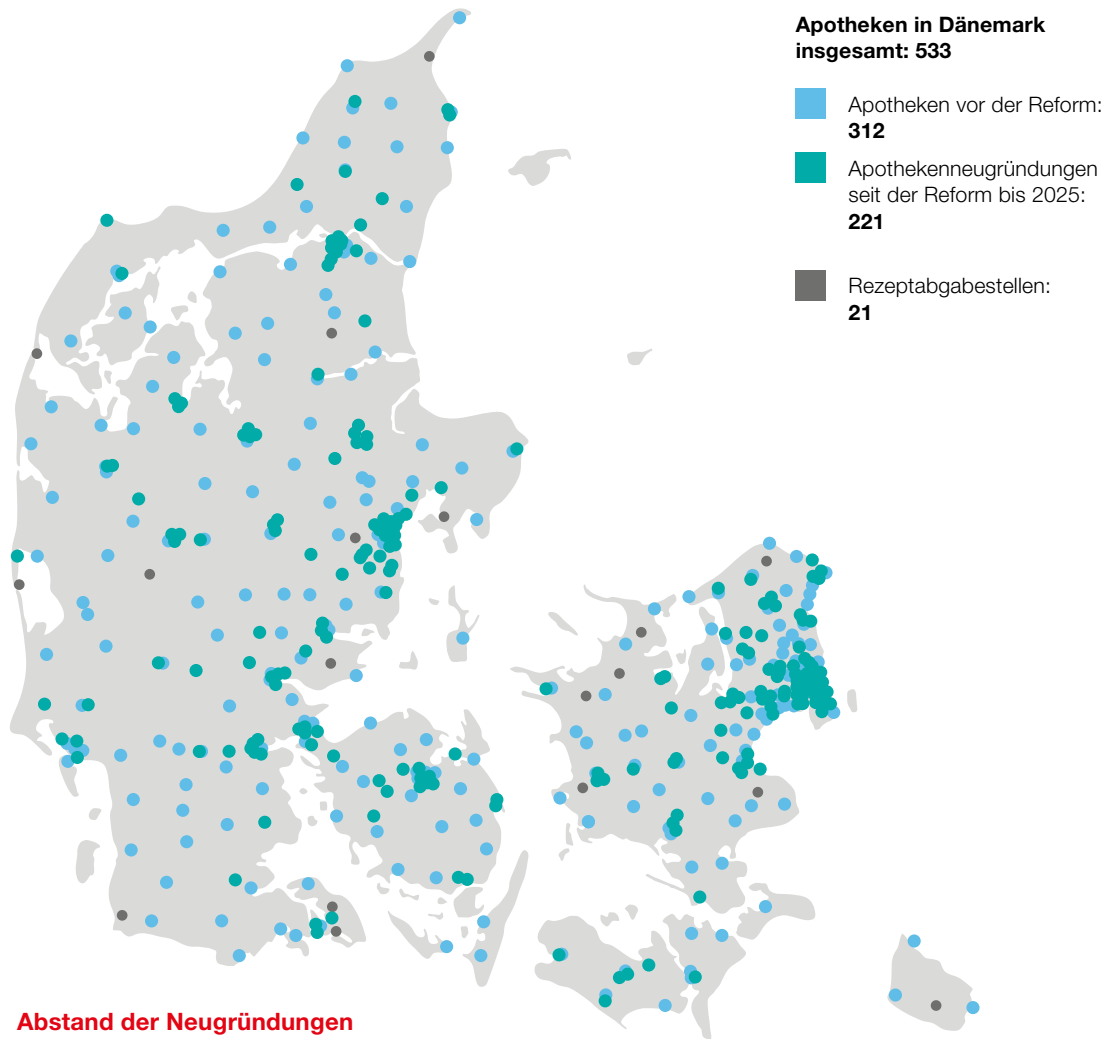 Apotheken in Dänemark
insgesamt: 533
Apotheken vor der Reform:
312
Apothekenneugründungen
seit der Reform bis 2025:
221
Rezeptabgabestellen:
21
Abstand der Neugründungen